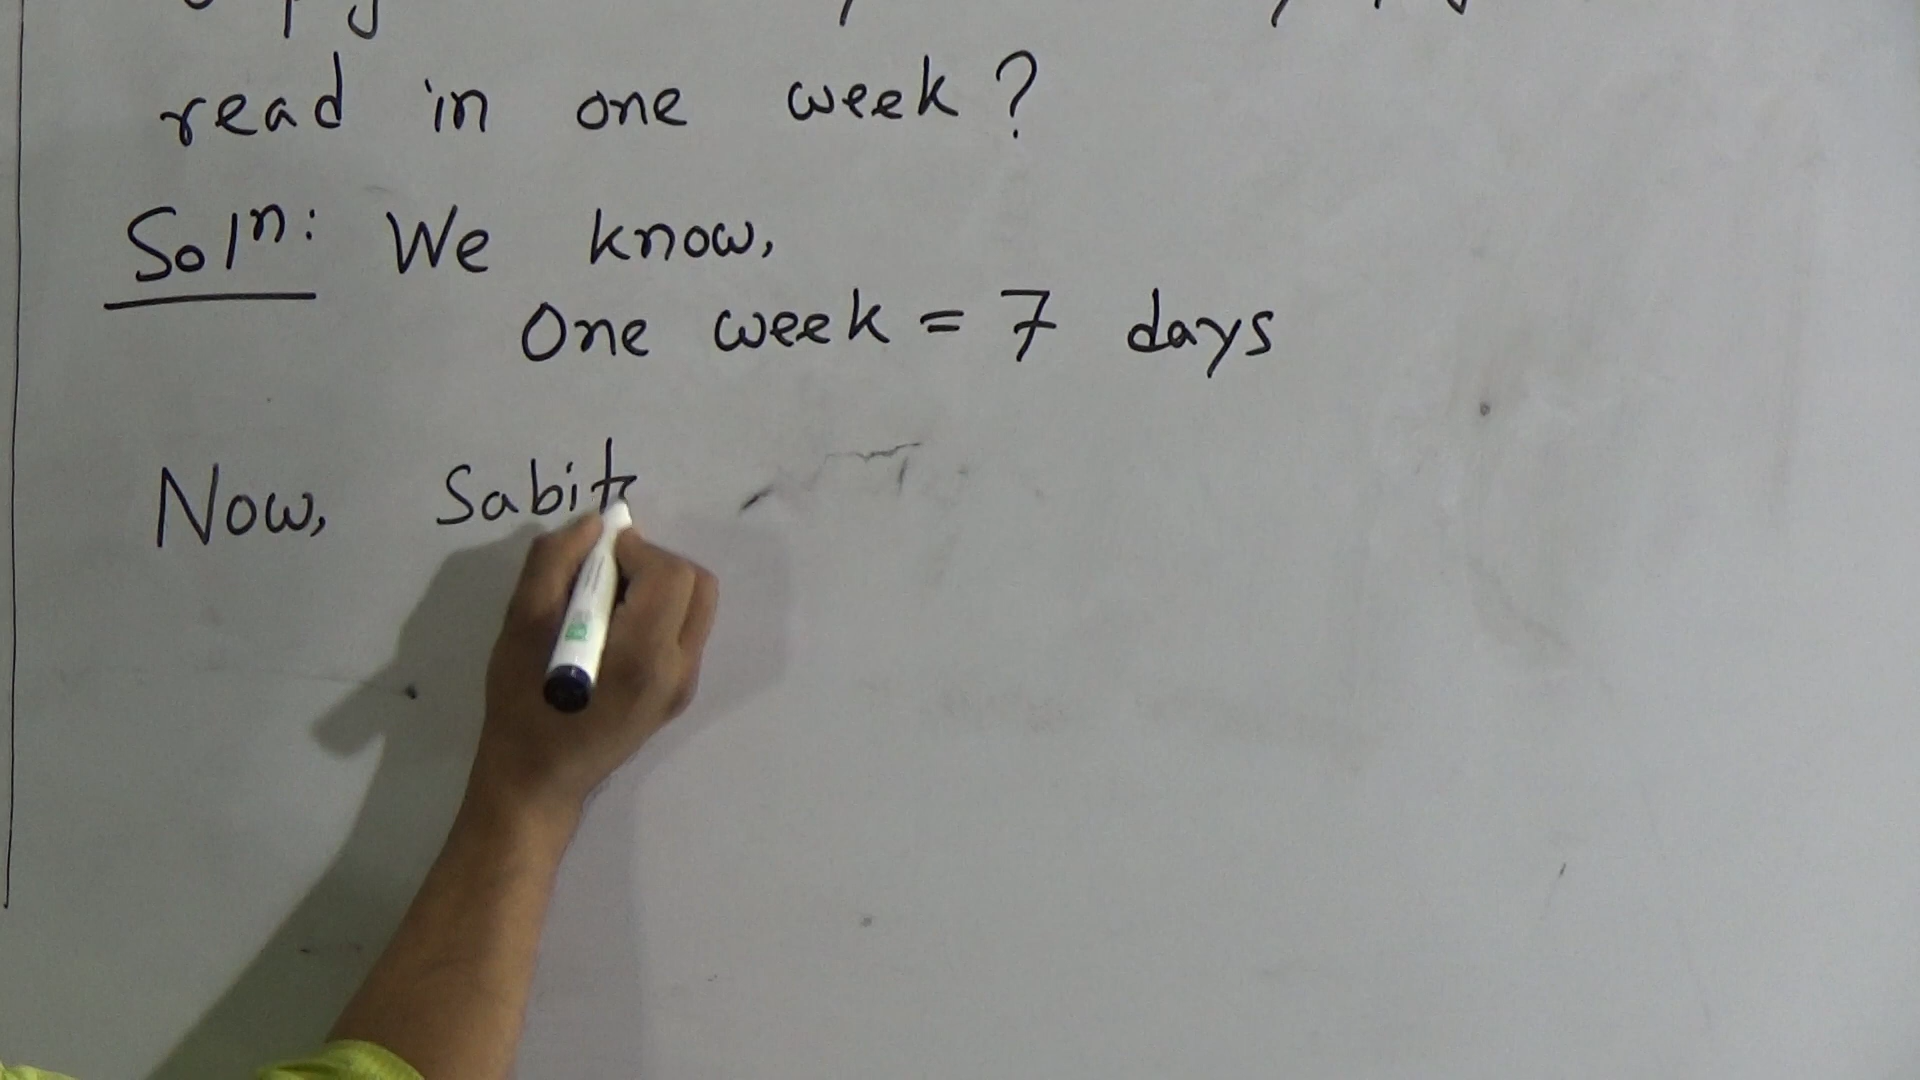 read in one week?
Solⁿ: We know,
One week = 7 days
Now, Sabit